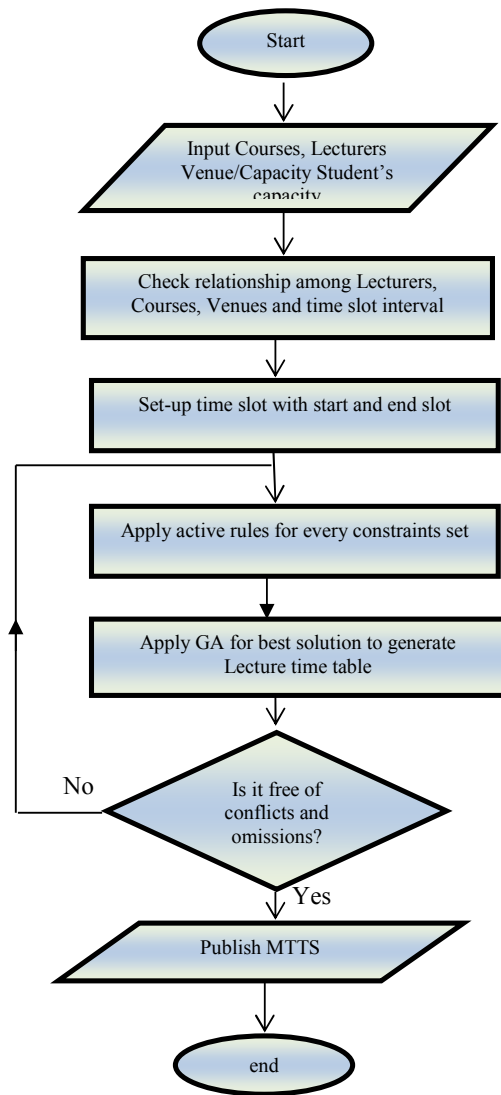 Start
Input Courses, Lecturers
Venue/Capacity Student's
capacity
Check relationship among Lecturers,
Courses, Venues and time slot interval
Set-up time slot with start and end slot
Apply active rules for every constraints set
Apply GA for best solution to generate
Lecture time table
No
Is it free of
conflicts and
omissions?
Yes
Publish MTTS
end